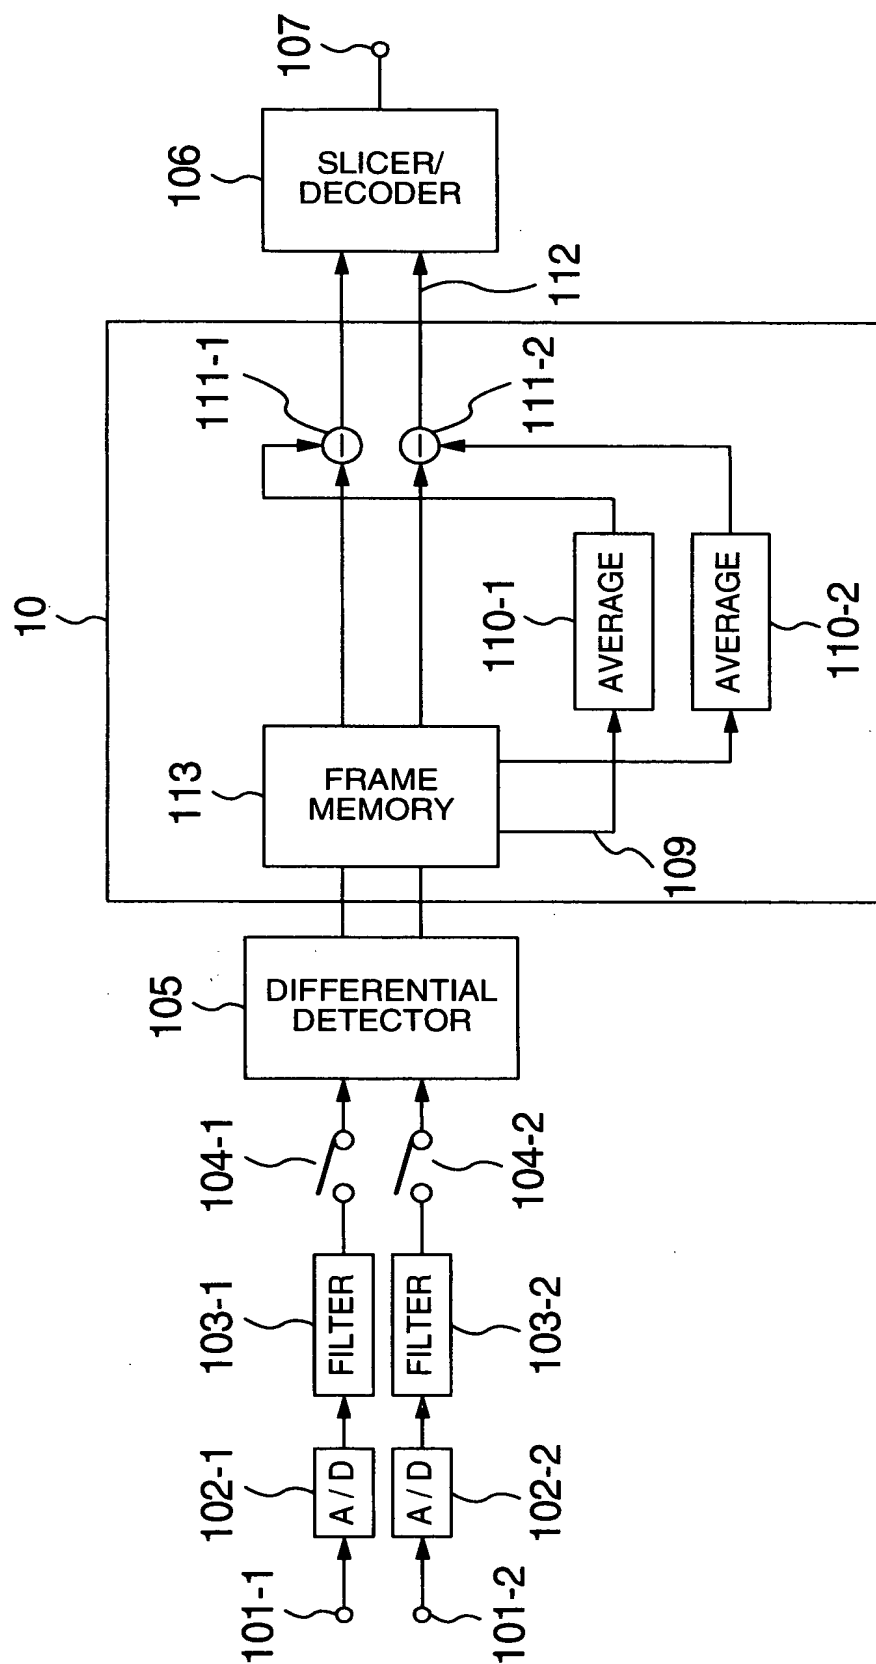 10
101-1
102-1
A/D
103-1
FILTER
104-1
105
DIFFERENTIAL
DETECTOR
113
FRAME
MEMORY
111-1
106
SLICER/
DECODER
107
101-2
102-2
A/D
103-2
FILTER
104-2
111-2
112
109
110-1
AVERAGE
110-2
AVERAGE